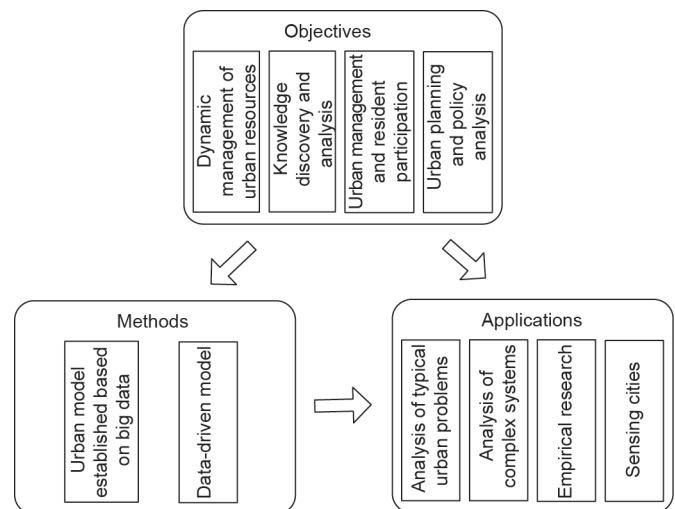 Objectives
Dynamic
management of
urban resources
Knowledge
discovery and
analysis
Urban management
and resident
participation
Urban planning
and policy
analysis
Methods
Urban model
established based
on big data
Data-driven model
Applications
Analysis of typical
urban problems
Analysis of
complex systems
Empirical research
Sensing cities